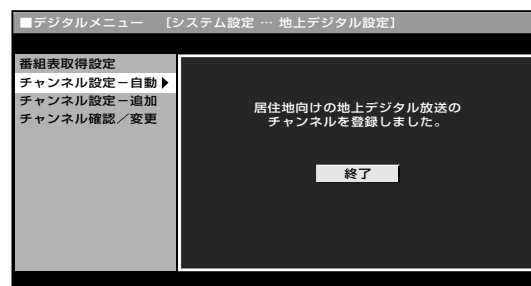 ■デジタルメニュー [システム設定 … 地上デジタル設定]
番組表取得設定
チャンネル設定－自動▶
チャンネル設定－追加
チャンネル確認／変更
居住地向けの地上デジタル放送の
チャンネルを登録しました。
終了